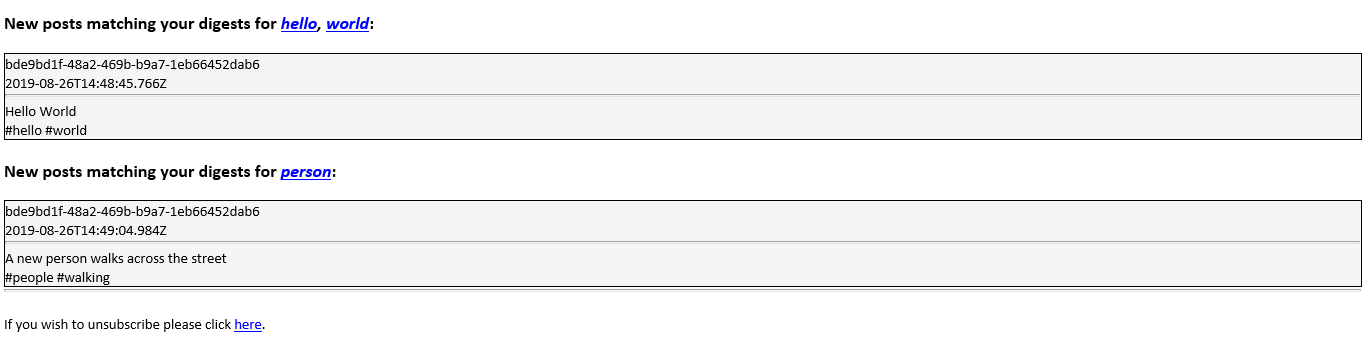 New posts matching your digests for hello, world:
bde9bd1f-48a2-469b-b9a7-1eb66452dab6
2019-08-26T14:48:45.766Z
Hello World
#hello #world
New posts matching your digests for person:
bde9bd1f-48a2-469b-b9a7-1eb66452dab6
2019-08-26T14:49:04.984Z
A new person walks across the street
#people #walking
If you wish to unsubscribe please click here.